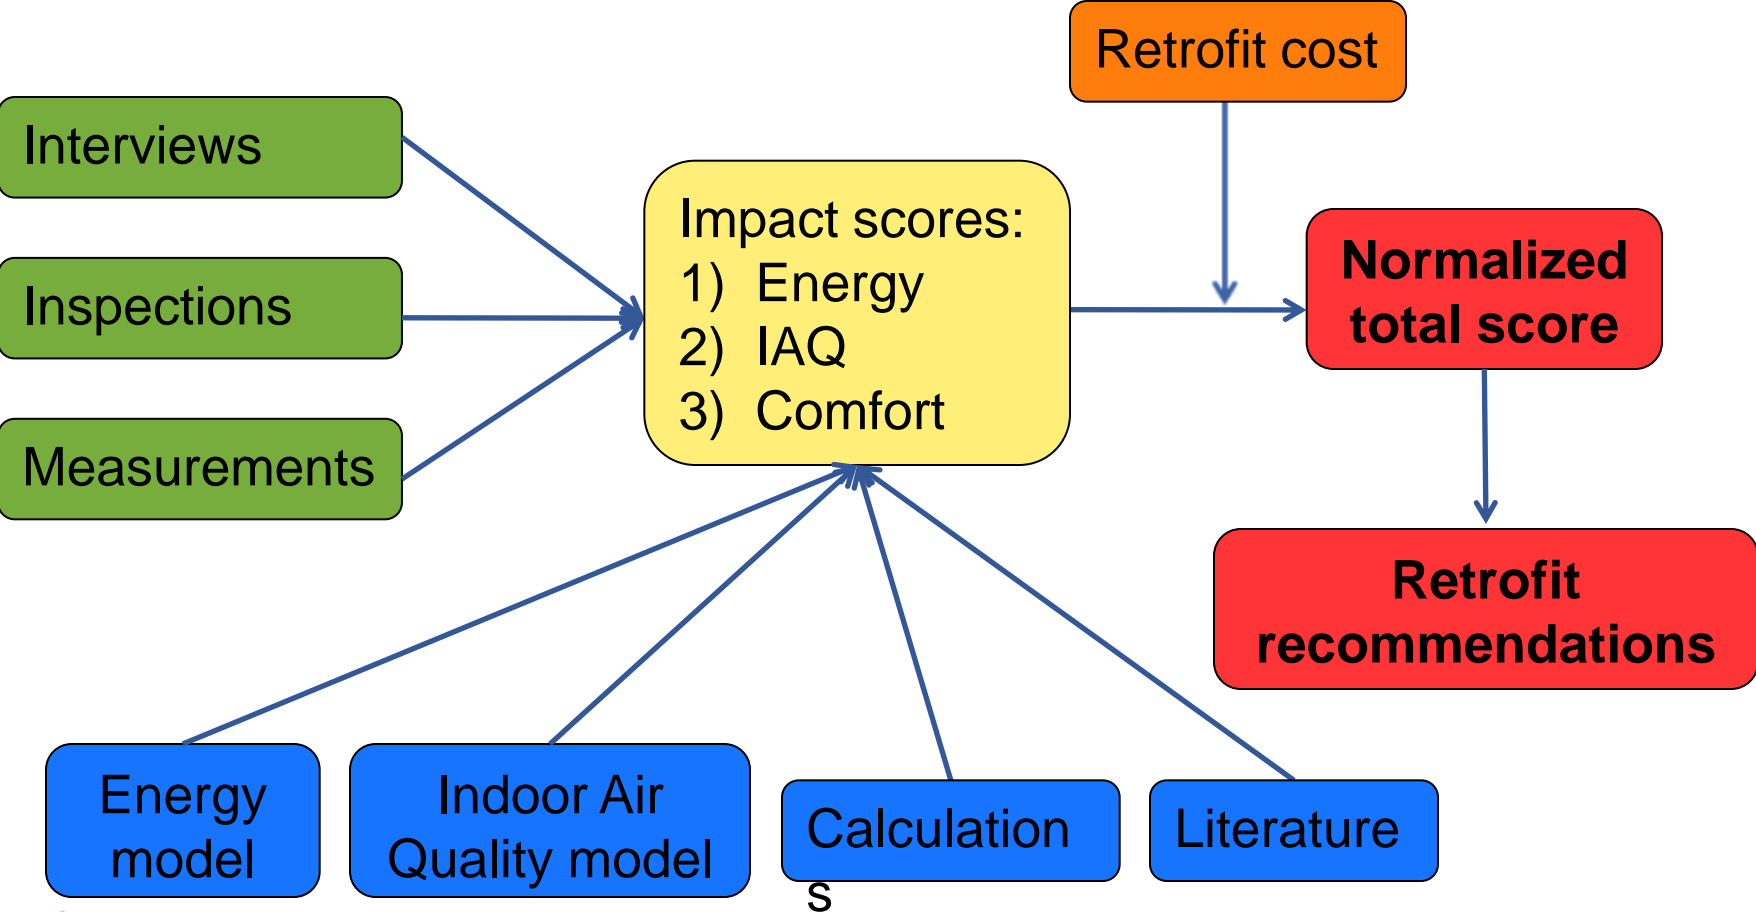 Retrofit cost
Interviews
Inspections
Measurements
Impact scores:
1) Energy
2) IAQ
3) Comfort
Normalized
total score
Retrofit
recommendations
Energy
model
Indoor Air
Quality model
Calculation
s
Literature